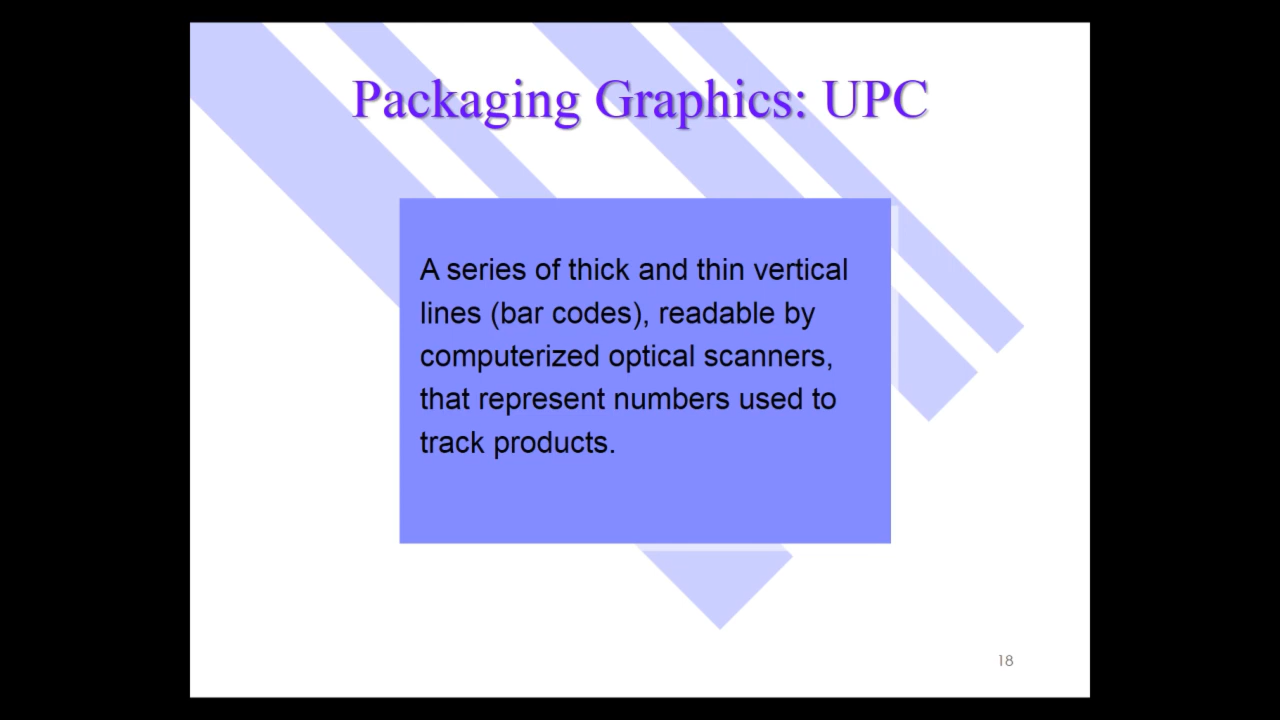 Packaging Graphics: UPC
A series of thick and thin vertical
lines (bar codes), readable by
computerized optical scanners,
that represent numbers used to
track products.
18